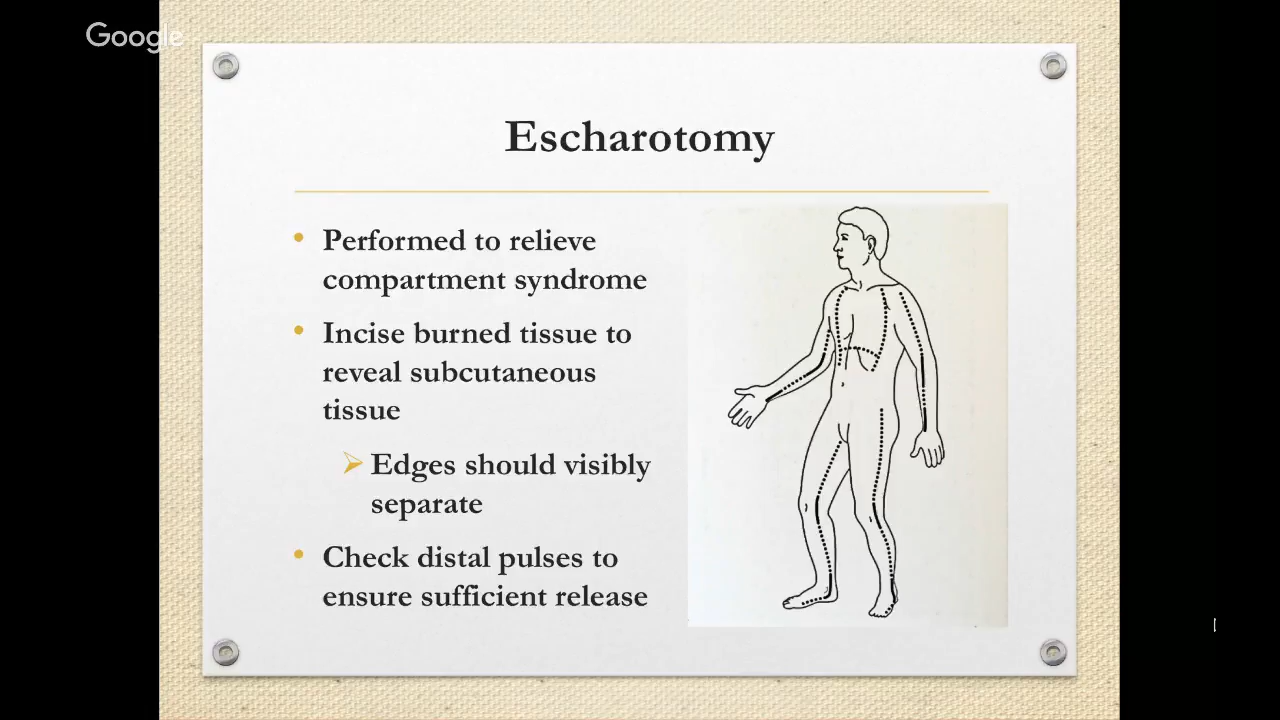 Google
Escharotomy
Performed to relieve
compartment syndrome
Incise burned tissue to
reveal subcutaneous
tissue
Edges should visibly
separate
Check distal pulses to
ensure sufficient release